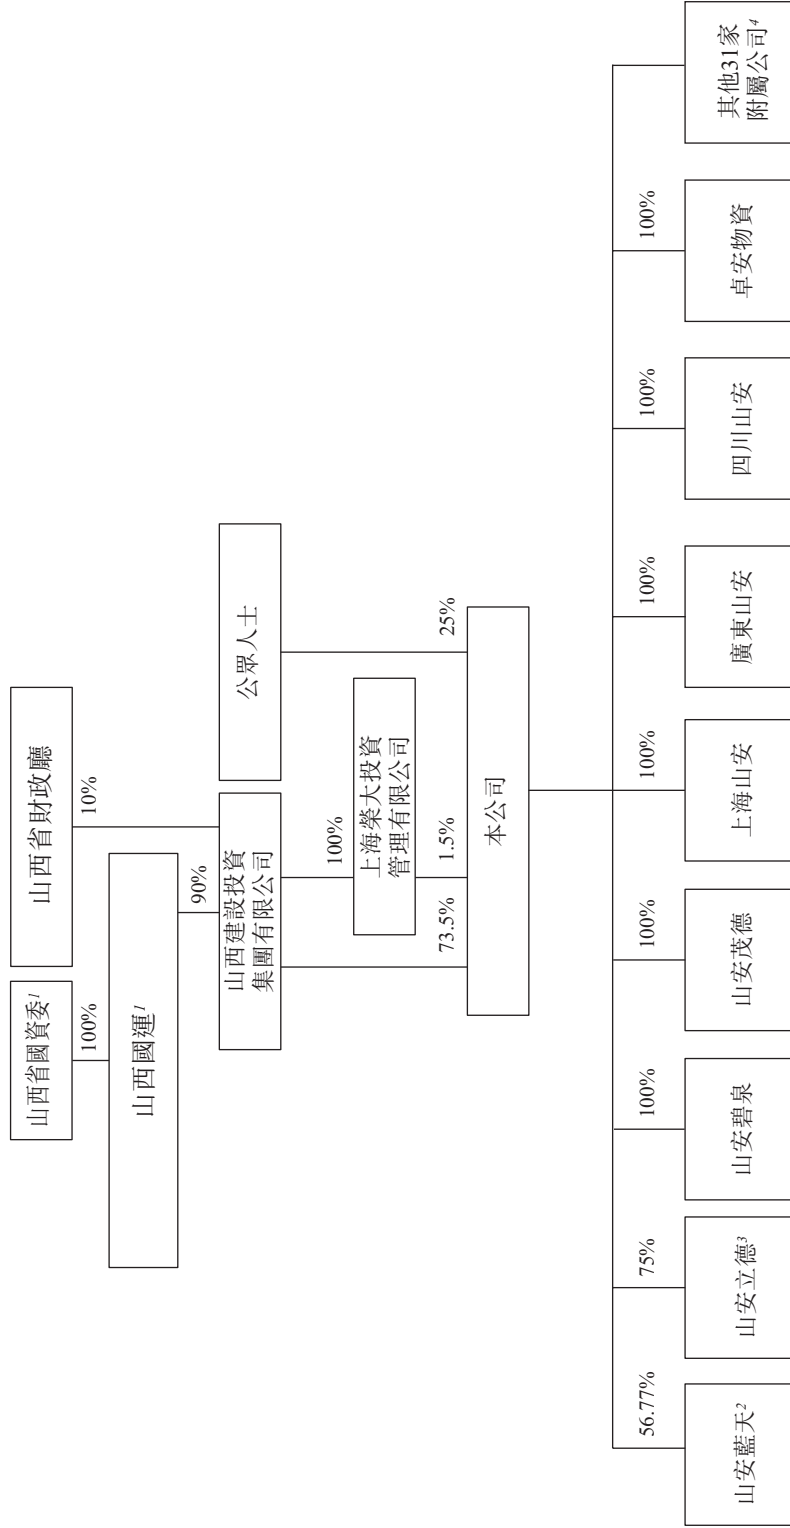 山西省國資委1
山西省財政廳
100%
10%
山西國運1
90%
山西建設投資
集團有限公司
公眾人士
100%
上海榮大投資
管理有限公司
73.5%
1.5%
25%
本公司
56.77%
75%
100%
100%
100%
100%
100%
100%
山安藍天2
山安立德3
山安碧泉
山安茂德
上海山安
廣東山安
四川山安
卓安物資
其他31家
附屬公司4